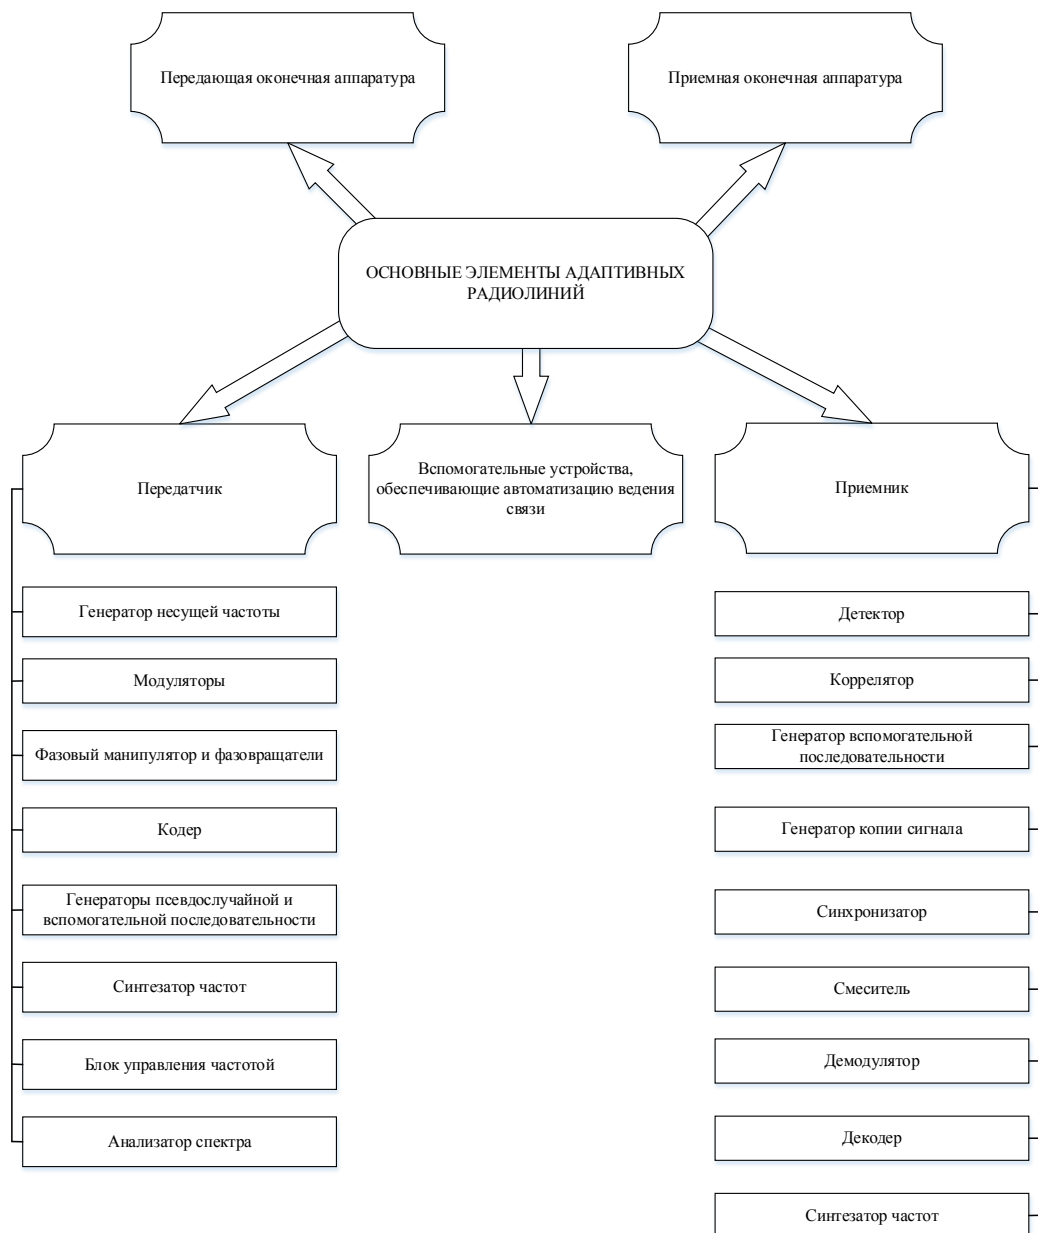 Передающая оконечная аппаратура
Приемная оконечная аппаратура
ОСНОВНЫЕ ЭЛЕМЕНТЫ АДАПТИВНЫХ
РАДИОЛИНИЙ
Передатчик
Вспомогательные устройства,
обеспечивающие автоматизацию ведения
связи
Приемник
Генератор несущей частоты
Модуляторы
Фазовый манипулятор и фазовращатели
Кодер
Генераторы псевдослучайной и
вспомогательной последовательности
Синтезатор частот
Блок управления частотой
Анализатор спектра
Детектор
Коррелятор
Генератор вспомогательной
последовательности
Генератор копии сигнала
Синхронизатор
Смеситель
Демодулятор
Декодер
Синтезатор частот